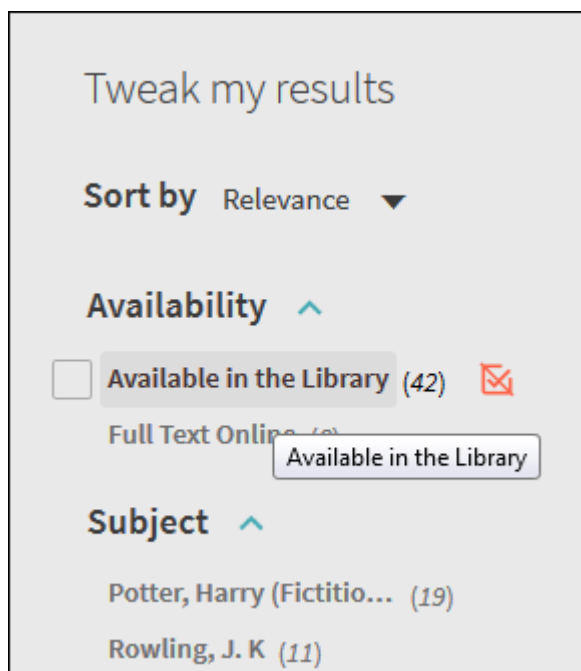 Tweak my results
Sort by Relevance
Availability
Available in the Library (42)
Full Text Online
Available in the Library
Subject
Potter, Harry (Fictitio... (19)
Rowling, J. K (11)